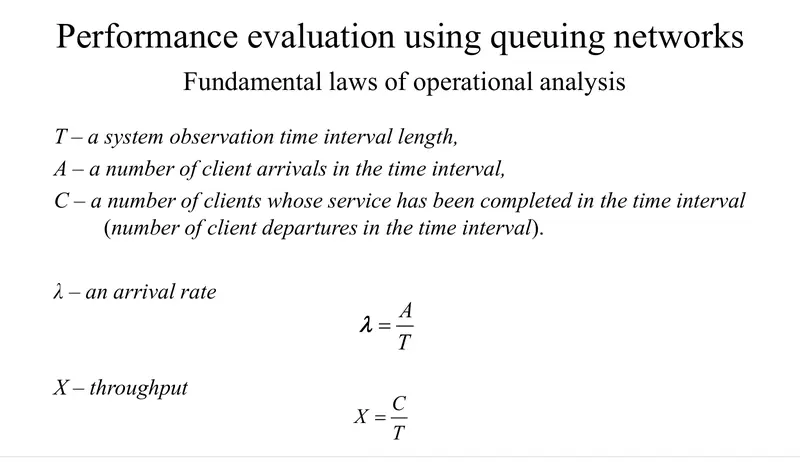 Performance evaluation using queuing networks
Fundamental laws of operational analysis
T – a system observation time interval length,
A – a number of client arrivals in the time interval,
C – a number of clients whose service has been completed in the time interval
(number of client departures in the time interval).
λ – an arrival rate
λ = A/T
X – throughput
X = C/T